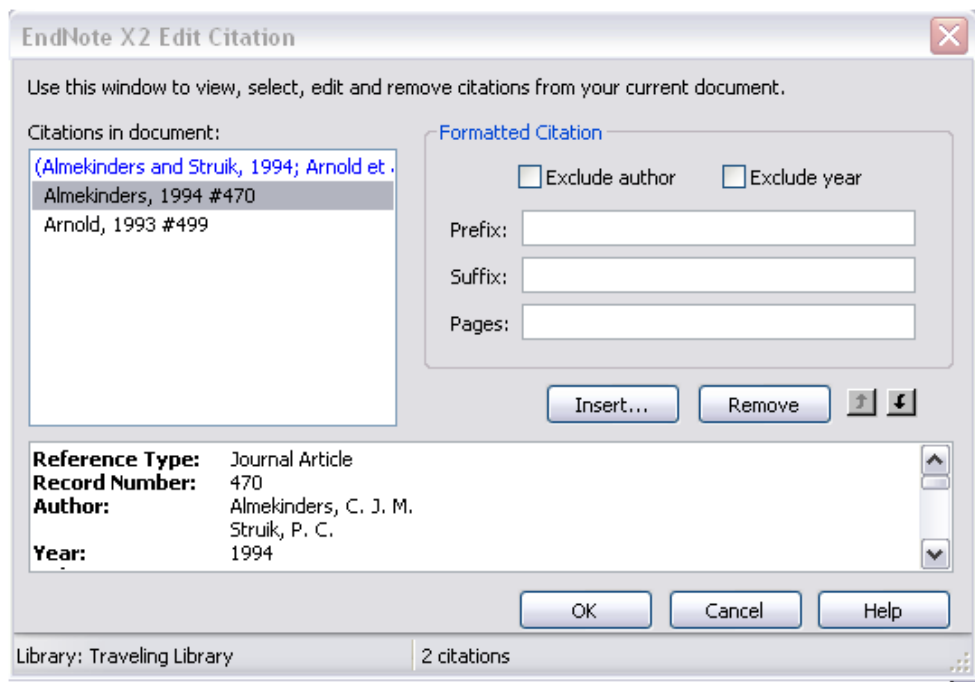 EndNote X2 Edit Citation
Use this window to view, select, edit and remove citations from your current document.
Citations in document:
(Almekinders and Struik, 1994; Arnold et
Almekinders, 1994 #470
Arnold, 1993 #499
Formatted Citation
Exclude author Exclude year
Prefix:
Suffix:
Pages:
Insert... Remove
Reference Type: Journal Article
Record Number: 470
Author: Almekinders, C. J. M.
Struik, P. C.
Year: 1994
OK Cancel Help
Library: Traveling Library 2 citations